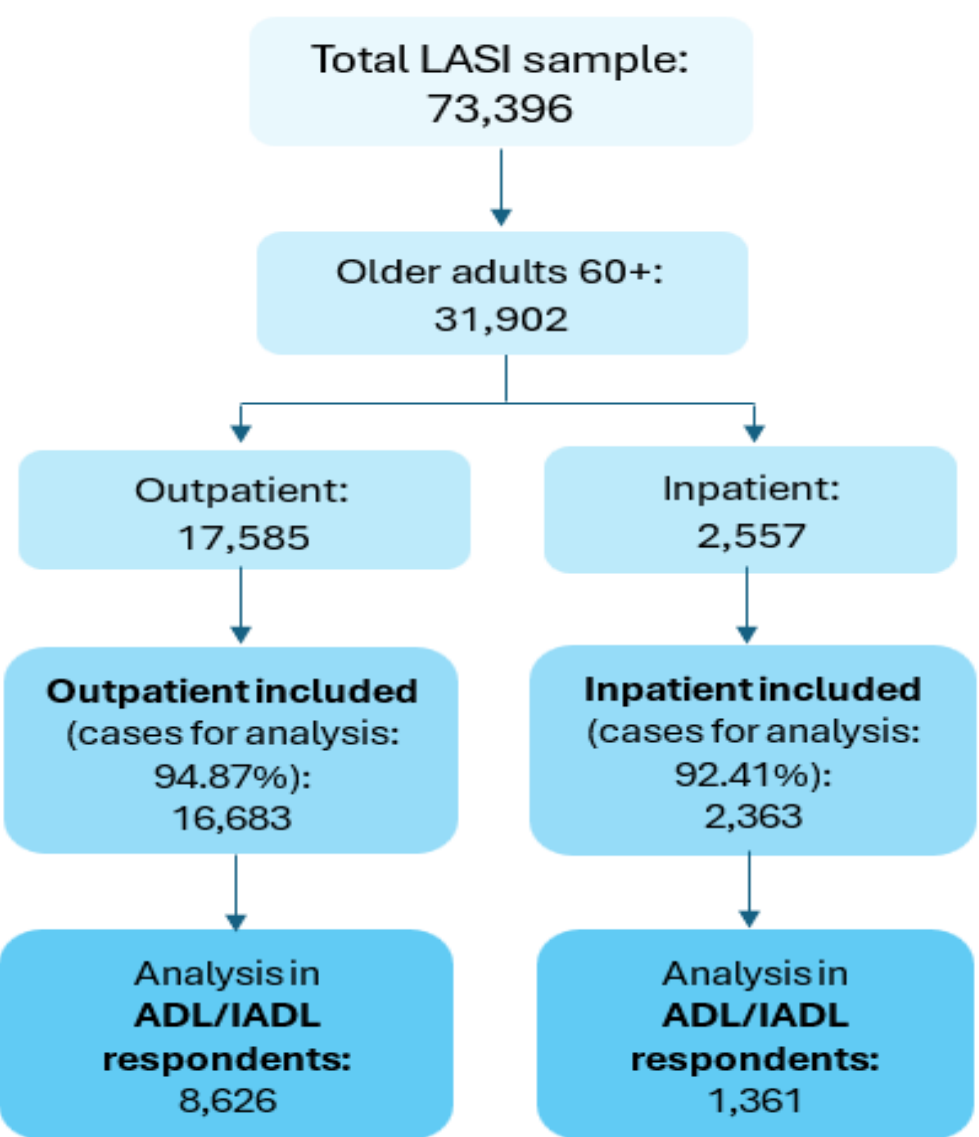 Total LASI sample:
73,396
Older adults 60+:
31,902
Outpatient:
17,585
Inpatient:
2,557
Outpatient included
(cases for analysis:
94.87%):
16,683
Inpatient included
(cases for analysis:
92.41%):
2,363
Analysis in
ADL/IADL
respondents:
8,626
Analysis in
ADL/IADL
respondents:
1,361